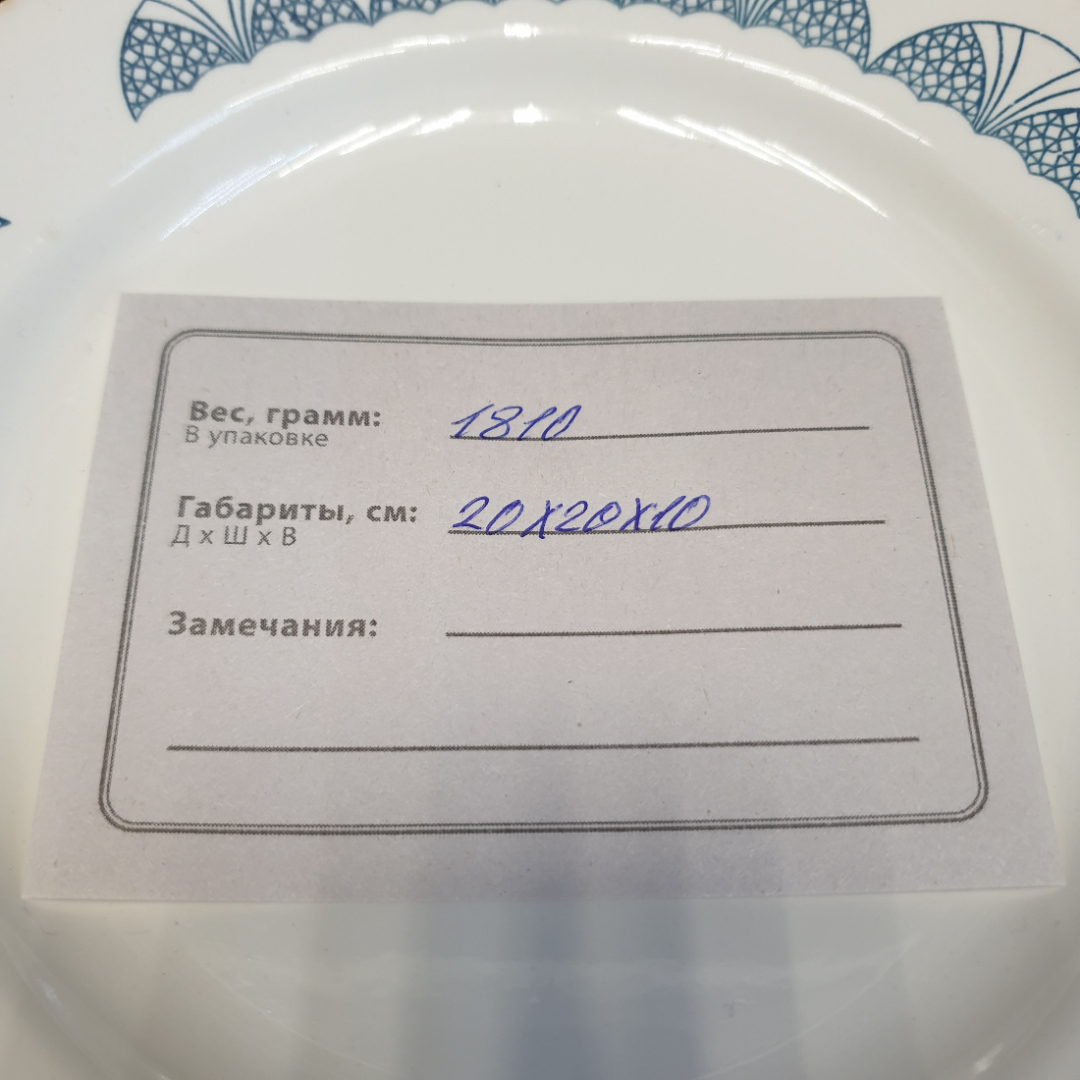 Вес, грамм: 1810
В упаковке
Габариты, см: 20х20х10
Д х Ш х В
Замечания: